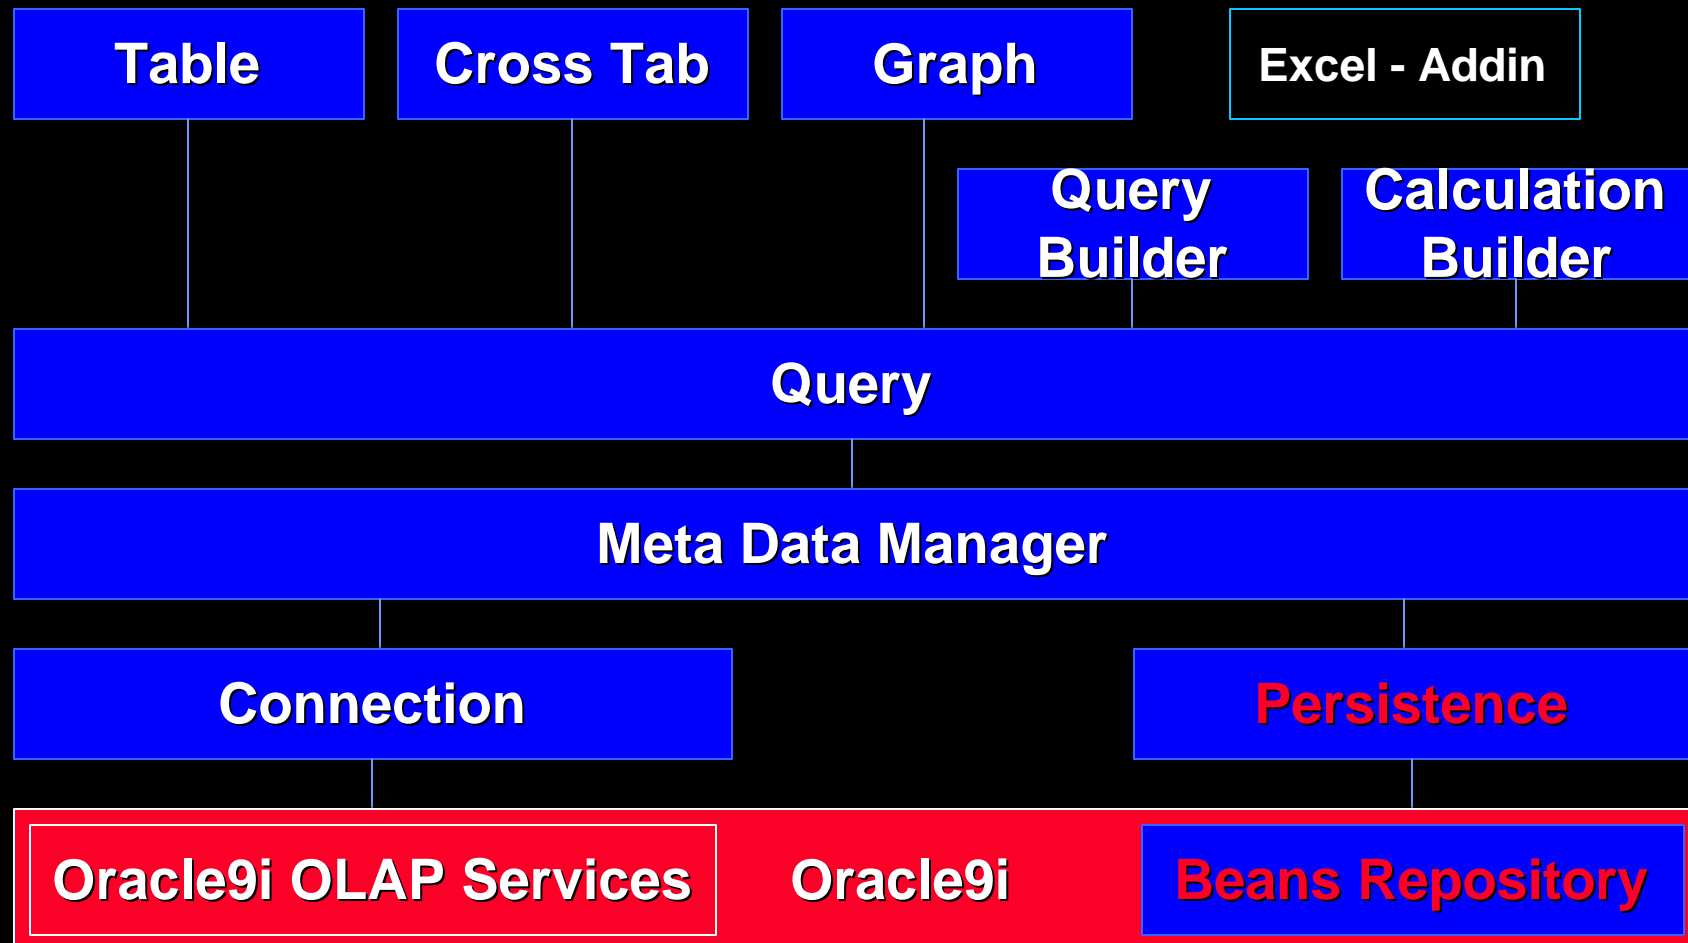 Table
Cross Tab
Graph
Excel - Addin
Query
Builder
Calculation
Builder
Query
Meta Data Manager
Connection
Persistence
Oracle9i OLAP Services
Oracle9i
Beans Repository